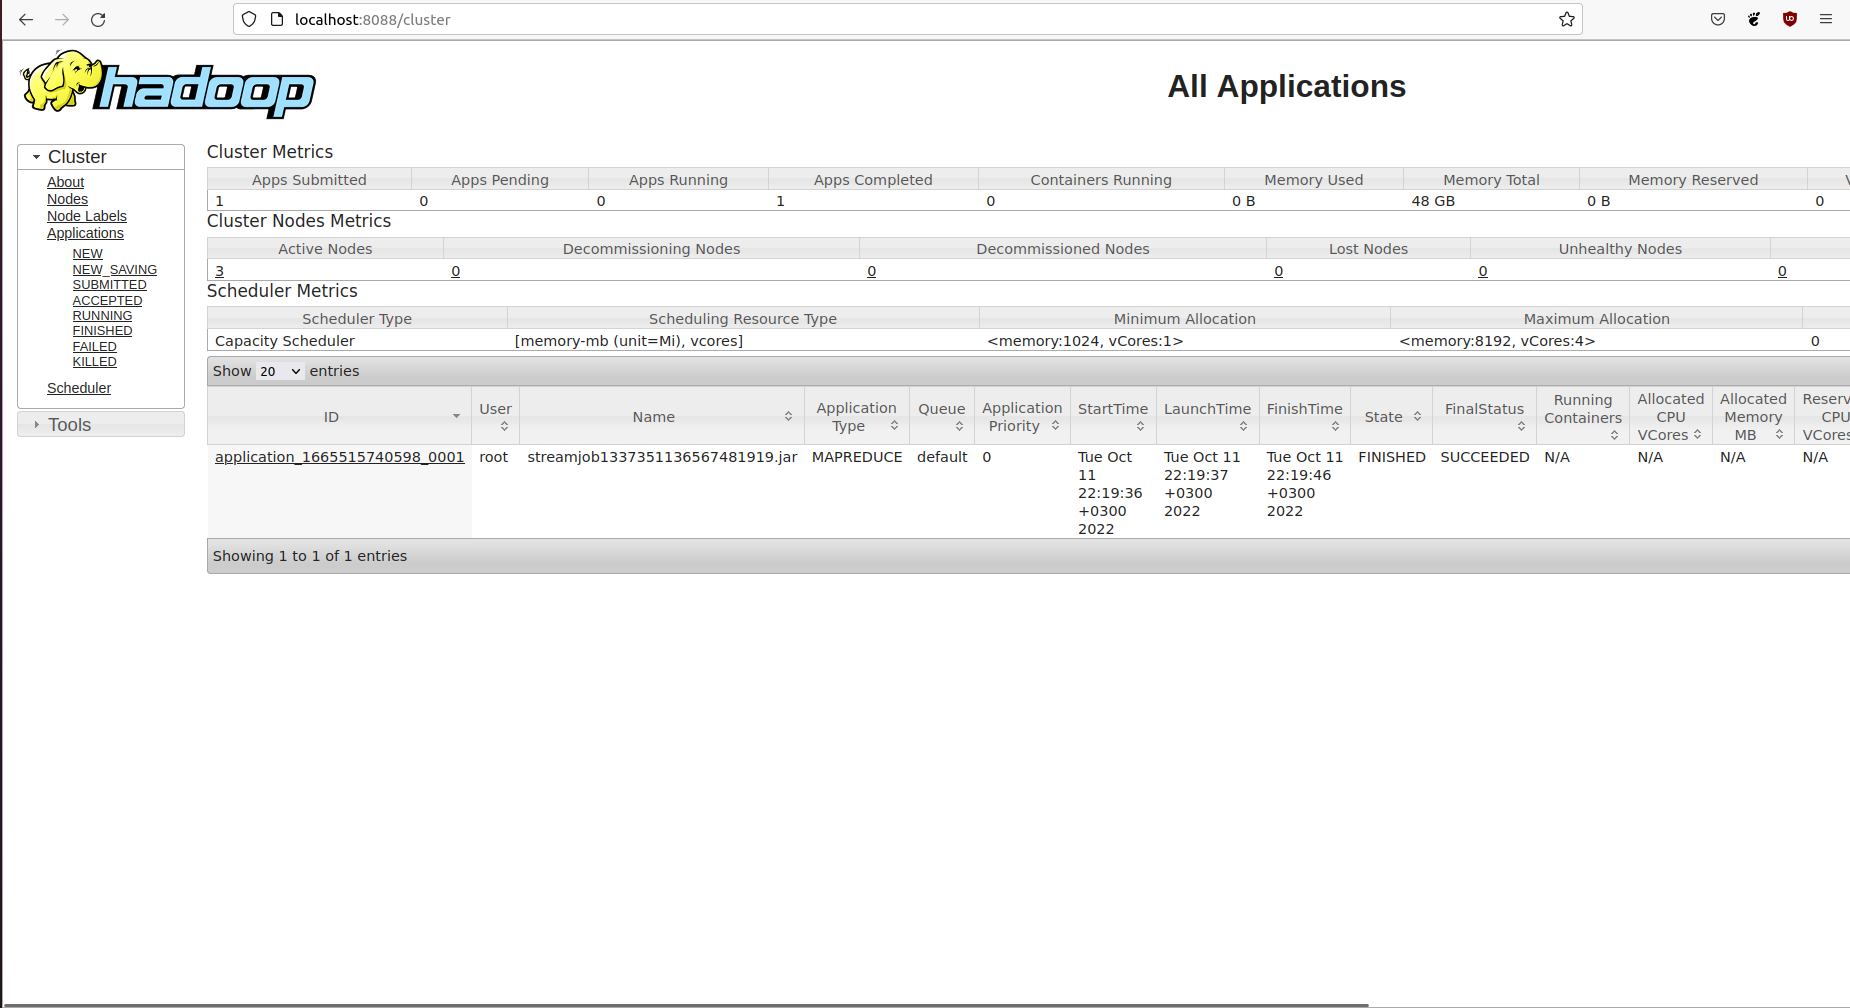 localhost:8088/cluster
hadoop
All Applications
Cluster
About
Nodes
Node Labels
Applications
NEW
NEW_SAVING
SUBMITTED
ACCEPTED
RUNNING
FINISHED
FAILED
KILLED
Scheduler
Tools
Cluster Metrics
Apps Submitted Apps Pending Apps Running Apps Completed Containers Running Memory Used Memory Total Memory Reserved
1 0 0 1 0 0 B 48 GB 0 B 0
Cluster Nodes Metrics
Active Nodes Decommissioning Nodes Decommissioned Nodes Lost Nodes Unhealthy Nodes
3 0 0 0 0 0
Scheduler Metrics
Scheduler Type Scheduling Resource Type Minimum Allocation Maximum Allocation
Capacity Scheduler [memory-mb (unit=Mi), vcores] <memory:1024, vCores:1> <memory:8192, vCores:4> 0
Show 20 entries
ID User Name Application Type Queue Application Priority StartTime LaunchTime FinishTime State FinalStatus Running Containers Allocated CPU VCores Allocated Memory MB Reserv CPU VCores
application_1665515740598_0001 root streamjob1337351136567481919.jar MAPREDUCE default 0 Tue Oct 11 22:19:36 +0300 2022 Tue Oct 11 22:19:37 +0300 2022 Tue Oct 11 22:19:46 +0300 2022 FINISHED SUCCEEDED N/A N/A N/A N/A
Showing 1 to 1 of 1 entries